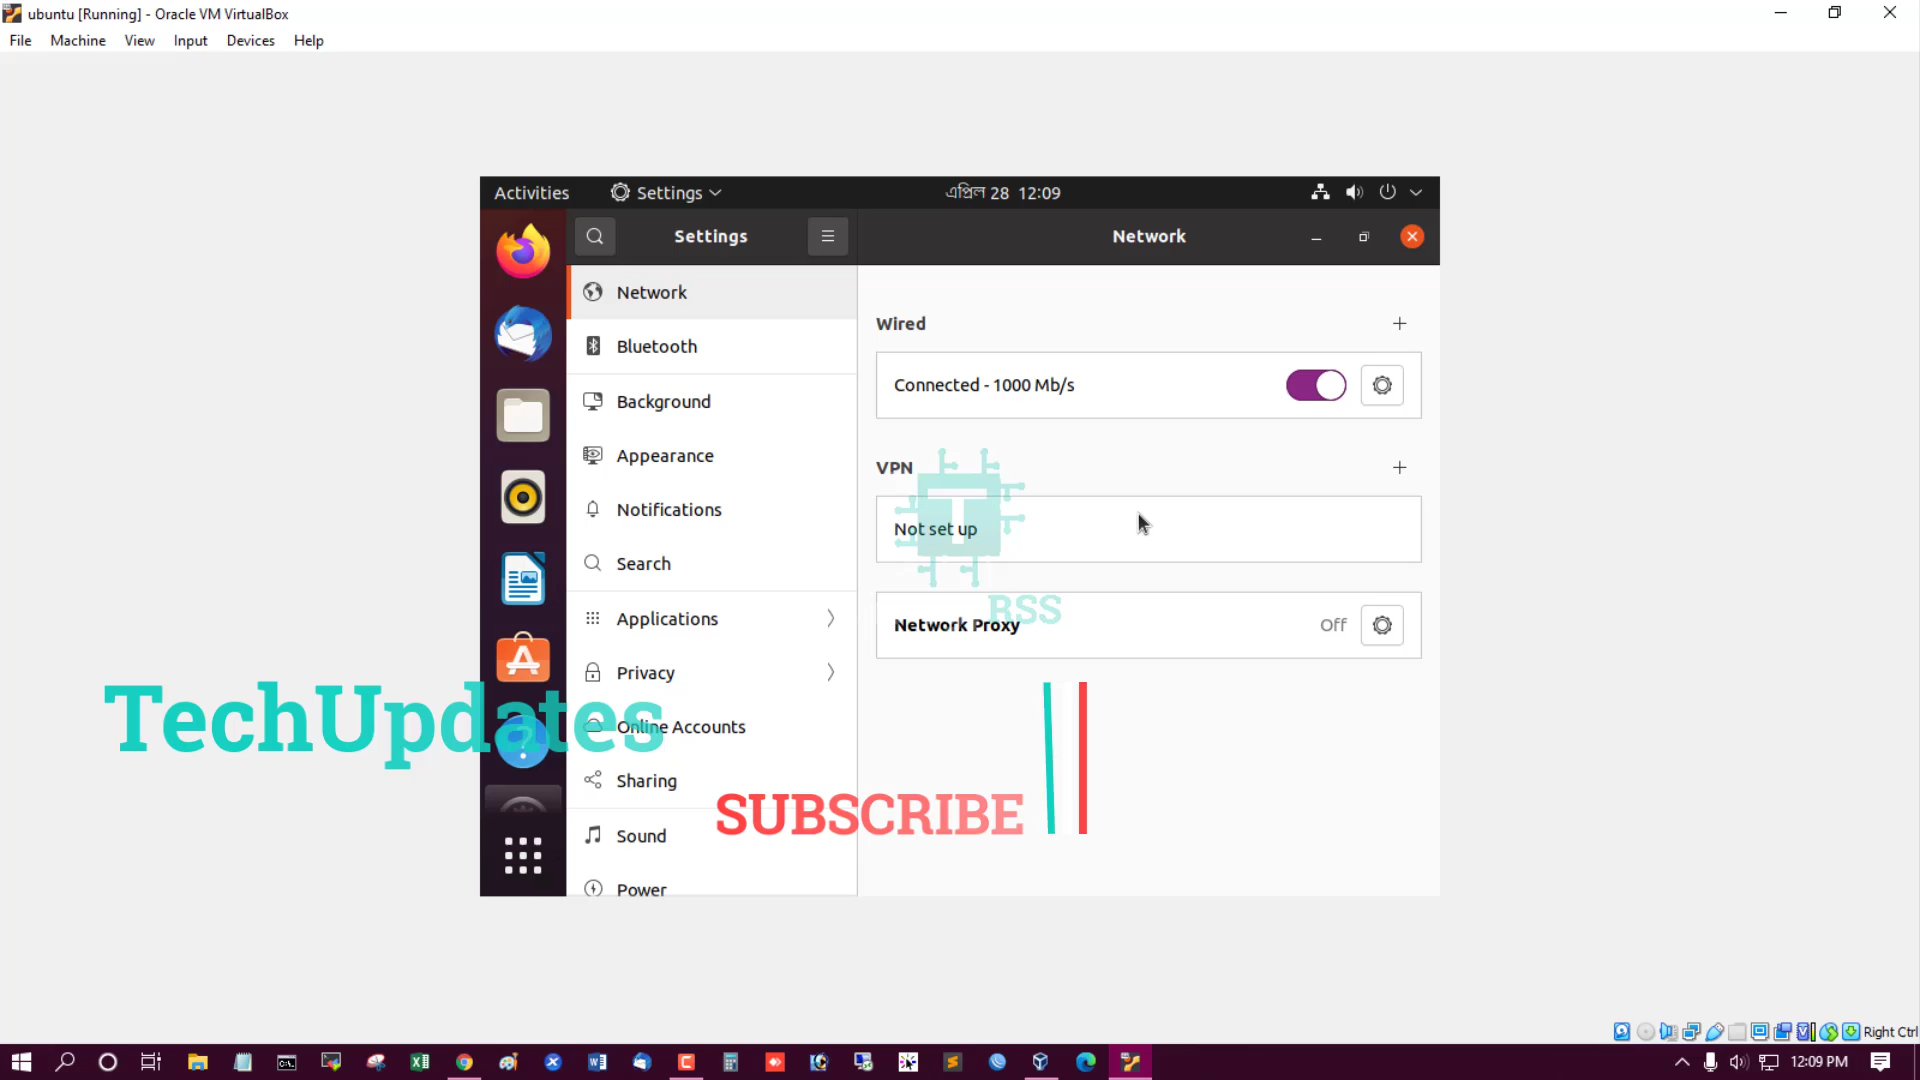 ubuntu [Running] - Oracle VM VirtualBox
File Machine View Input Devices Help
Activities Settings এপ্রিল 28 12:09
Settings Network
Network
Bluetooth
Background
Appearance
Notifications
Search
Applications
Privacy
Online Accounts
Sharing
Sound
Power
Wired
Connected - 1000 Mb/s
VPN
Not set up
RSS
Network Proxy Off
TechUpdates
SUBSCRIBE
Right Ctrl
12:09 PM